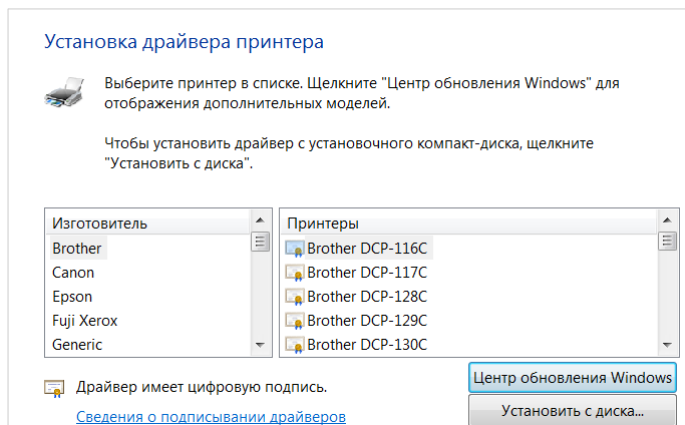 Установка драйвера принтера
Выберите принтер в списке. Щелкните "Центр обновления Windows" для
отображения дополнительных моделей.
Чтобы установить драйвер с установочного компакт-диска, щелкните
"Установить с диска".
Изготовитель
Brother
Canon
Epson
Fuji Xerox
Generic
Принтеры
Brother DCP-116C
Brother DCP-117C
Brother DCP-128C
Brother DCP-129C
Brother DCP-130C
Драйвер имеет цифровую подпись.
Сведения о подписывании драйверов
Центр обновления Windows
Установить с диска...